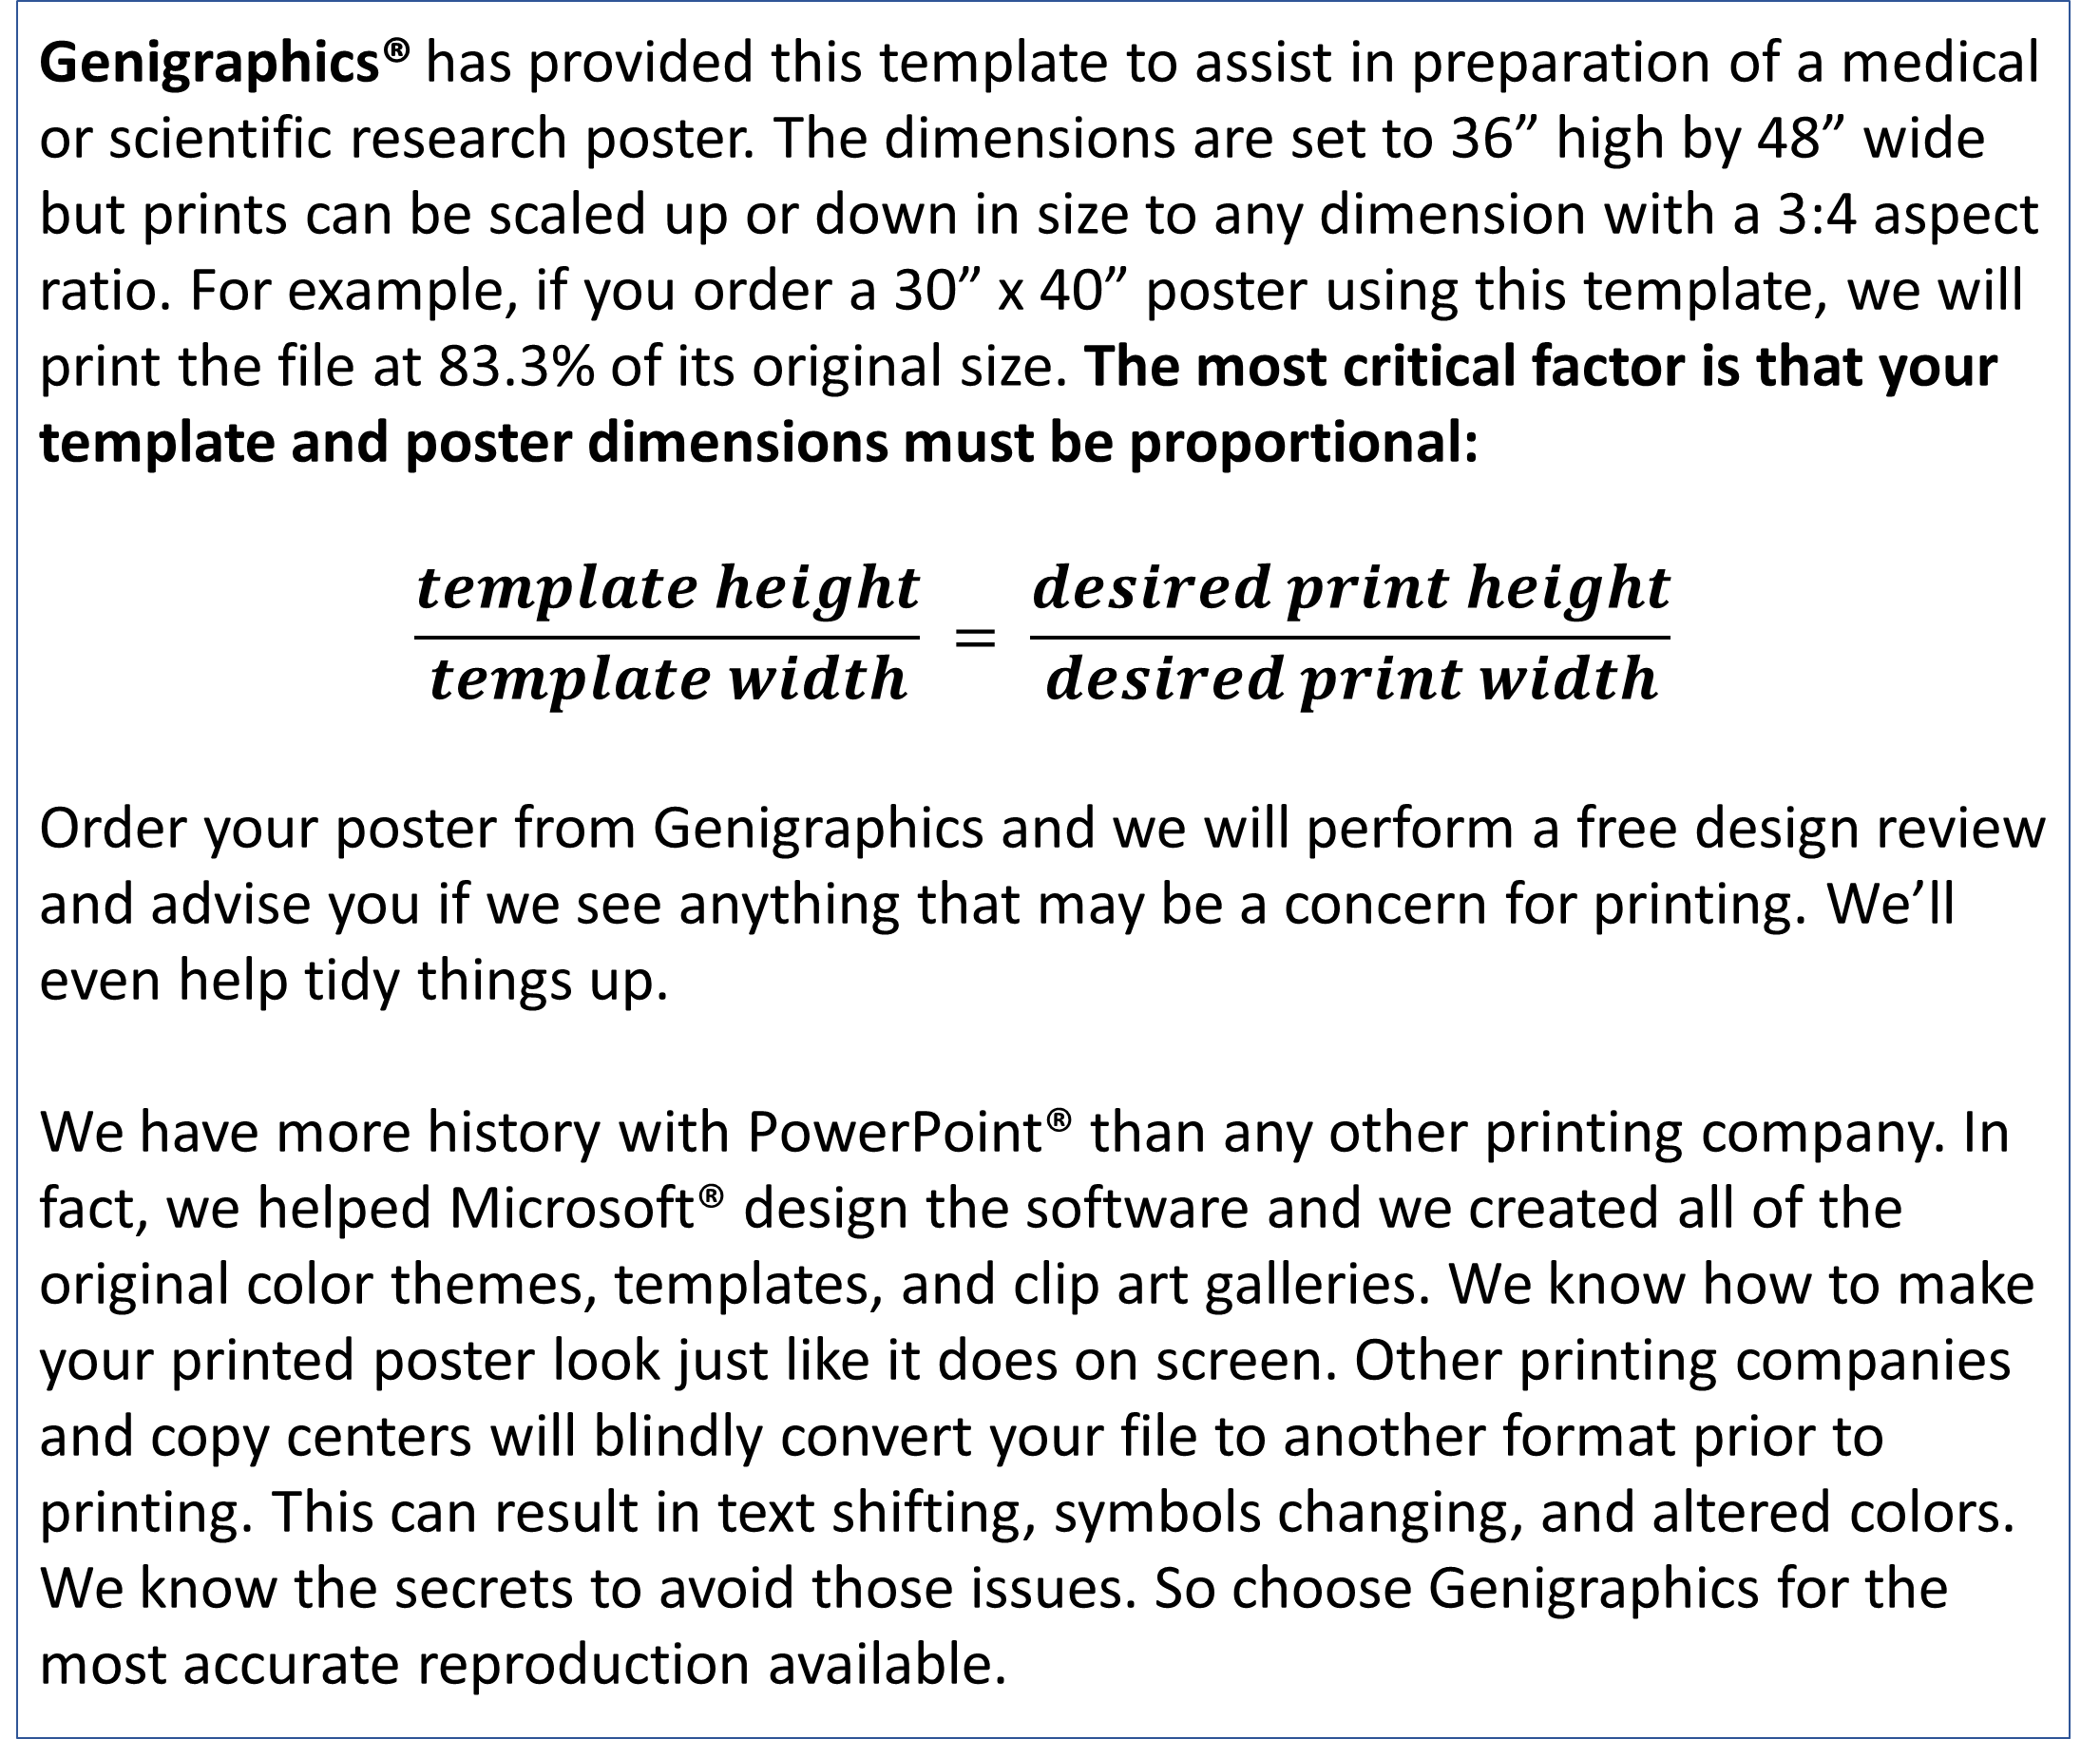 Genigraphics® has provided this template to assist in preparation of a medical
or scientific research poster. The dimensions are set to 36” high by 48” wide
but prints can be scaled up or down in size to any dimension with a 3:4 aspect
ratio. For example, if you order a 30” x 40” poster using this template, we will
print the file at 83.3% of its original size. The most critical factor is that your
template and poster dimensions must be proportional:
template height / template width = desired print height / desired print width
Order your poster from Genigraphics and we will perform a free design review
and advise you if we see anything that may be a concern for printing. We’ll
even help tidy things up.
We have more history with PowerPoint® than any other printing company. In
fact, we helped Microsoft® design the software and we created all of the
original color themes, templates, and clip art galleries. We know how to make
your printed poster look just like it does on screen. Other printing companies
and copy centers will blindly convert your file to another format prior to
printing. This can result in text shifting, symbols changing, and altered colors.
We know the secrets to avoid those issues. So choose Genigraphics for the
most accurate reproduction available.